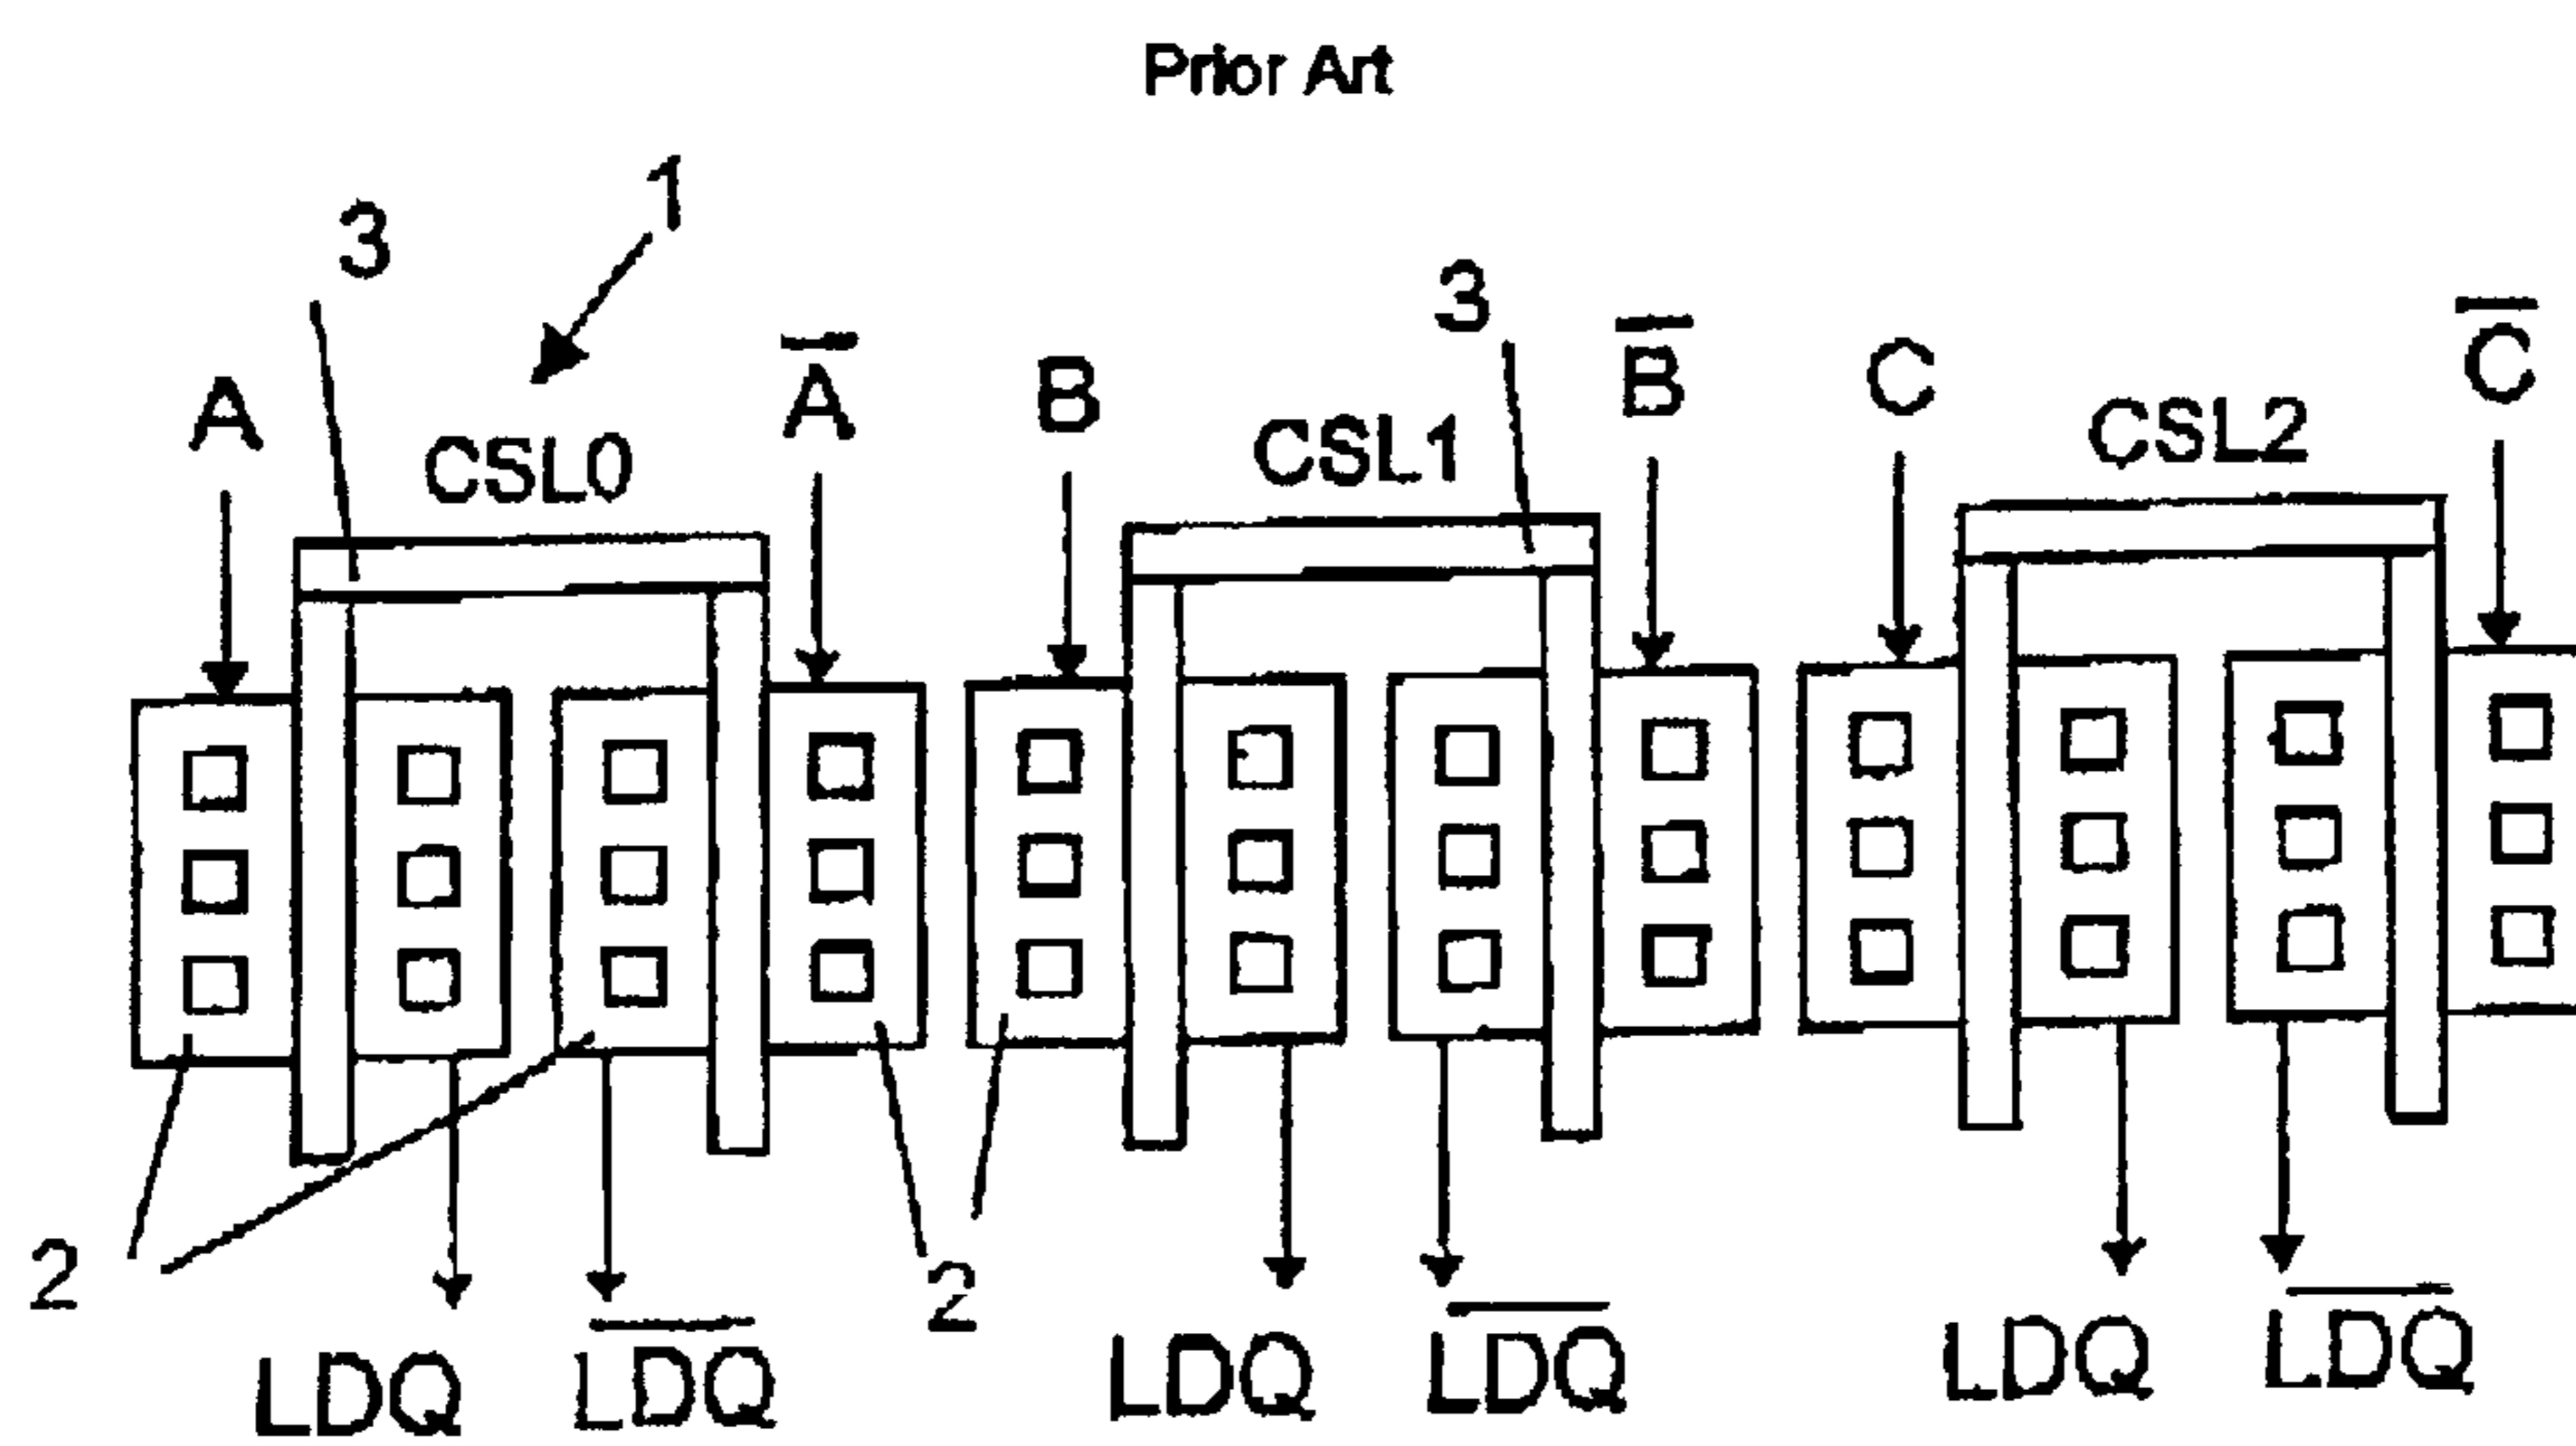 Prior Art
1
3
3
A
A̅
B
B̅
C
C̅
CSL0
CSL1
CSL2
2
2
LDQ
L̅D̅Q̅
LDQ
L̅D̅Q̅
LDQ
L̅D̅Q̅